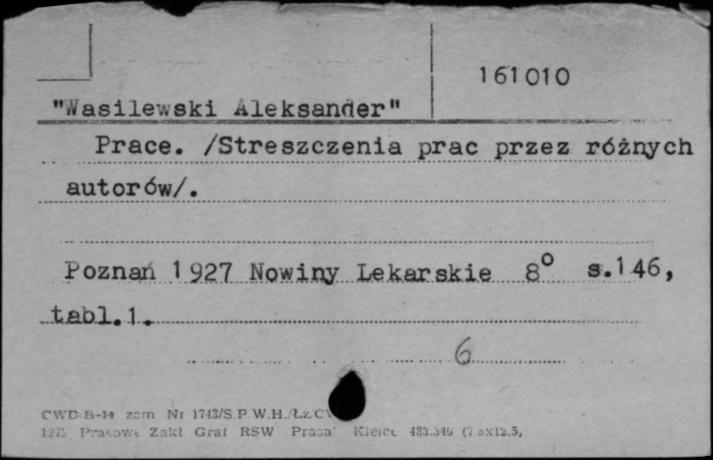 161010
"Wasilewski Aleksander"
Prace. /Streszczenia prac przez różnych
autorów/.
Poznań 1927 Nowiny Lekarskie 8° s.146,
tabl.1.
6
CWD B-14 zam Nr 1743/S P W.H./Łz.CW
Prasowe Zakł Graf RSW Prasa" Kielce